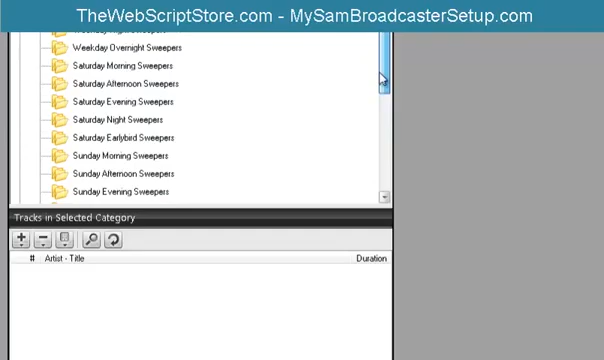 TheWebScriptStore.com - MySamBroadcasterSetup.com
Weekday Overnight Sweepers
Saturday Morning Sweepers
Saturday Afternoon Sweepers
Saturday Evening Sweepers
Saturday Night Sweepers
Saturday Earlybird Sweepers
Sunday Morning Sweepers
Sunday Afternoon Sweepers
Sunday Evening Sweepers
Tracks in Selected Category
# Artist - Title Duration